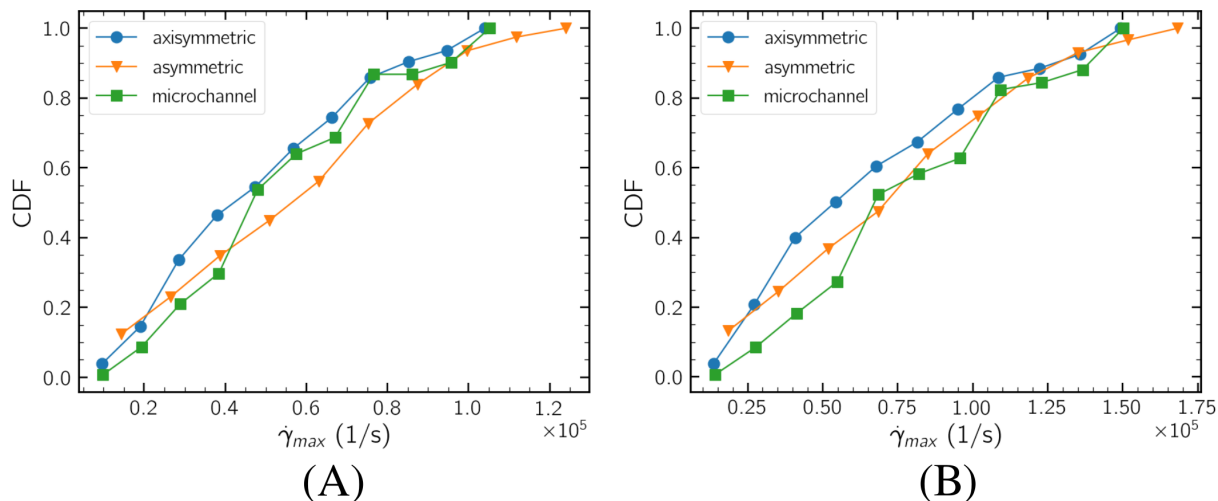 1.0
0.8
0.6
0.4
0.2
0.0
CDF
axisymmetric
asymmetric
microchannel
0.2 0.4 0.6 0.8 1.0 1.2
×10⁵
γ̇max (1/s)
(A)
1.0
0.8
0.6
0.4
0.2
0.0
CDF
axisymmetric
asymmetric
microchannel
0.25 0.50 0.75 1.00 1.25 1.50 1.75
×10⁵
γ̇max (1/s)
(B)